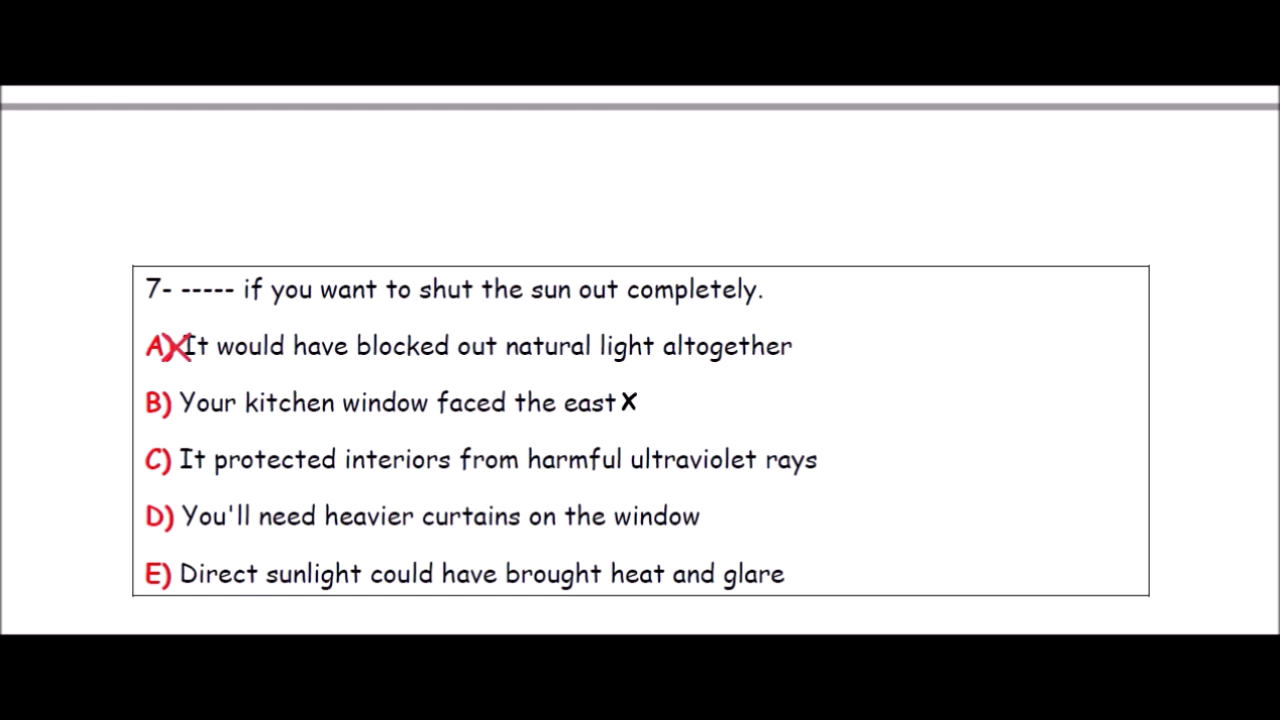 7- ----- if you want to shut the sun out completely.
A) It would have blocked out natural light altogether
B) Your kitchen window faced the east x
C) It protected interiors from harmful ultraviolet rays
D) You'll need heavier curtains on the window
E) Direct sunlight could have brought heat and glare